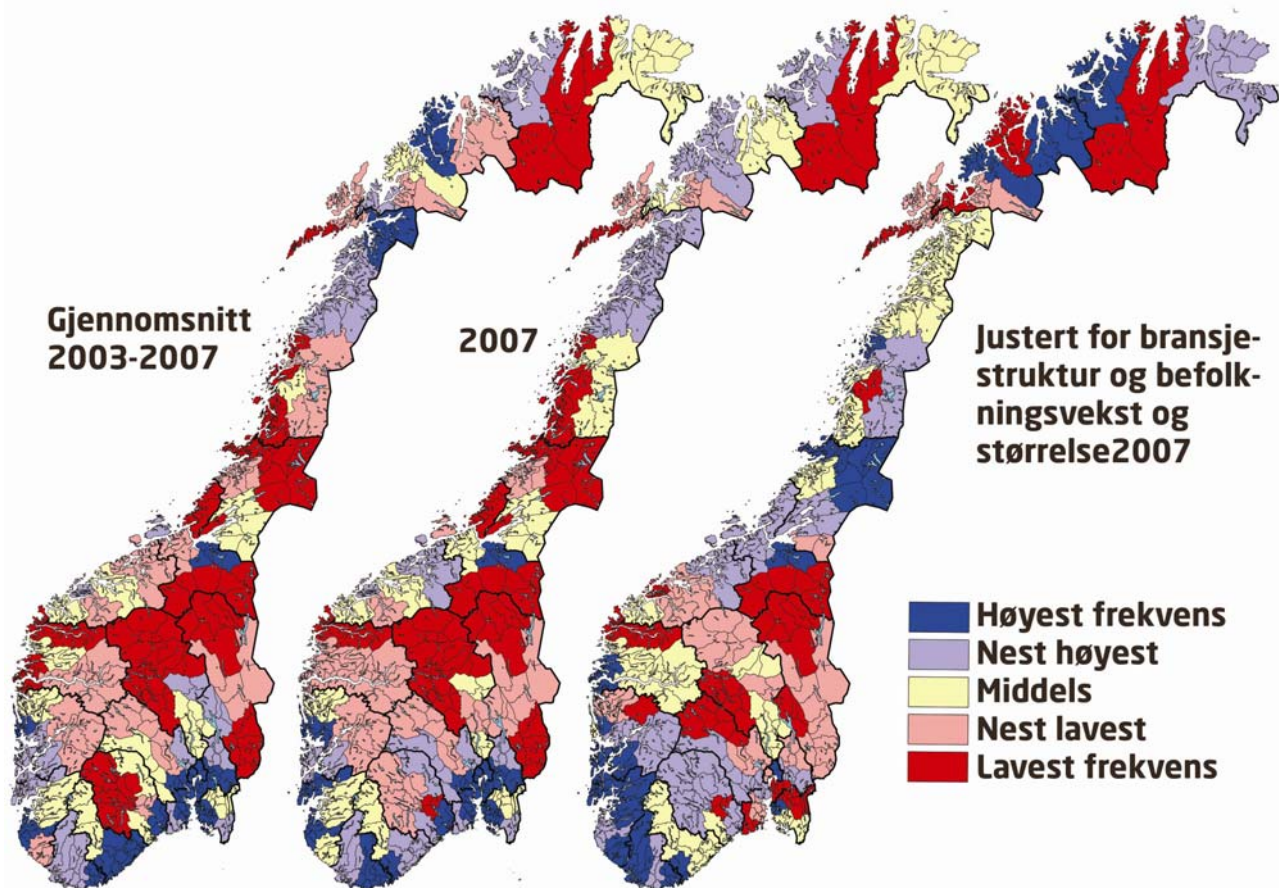 Gjennomsnitt
2003-2007
2007
Justert for bransje-
struktur og befolk-
ningsvekst og
størrelse2007
Høyest frekvens
Nest høyest
Middels
Nest lavest
Lavest frekvens